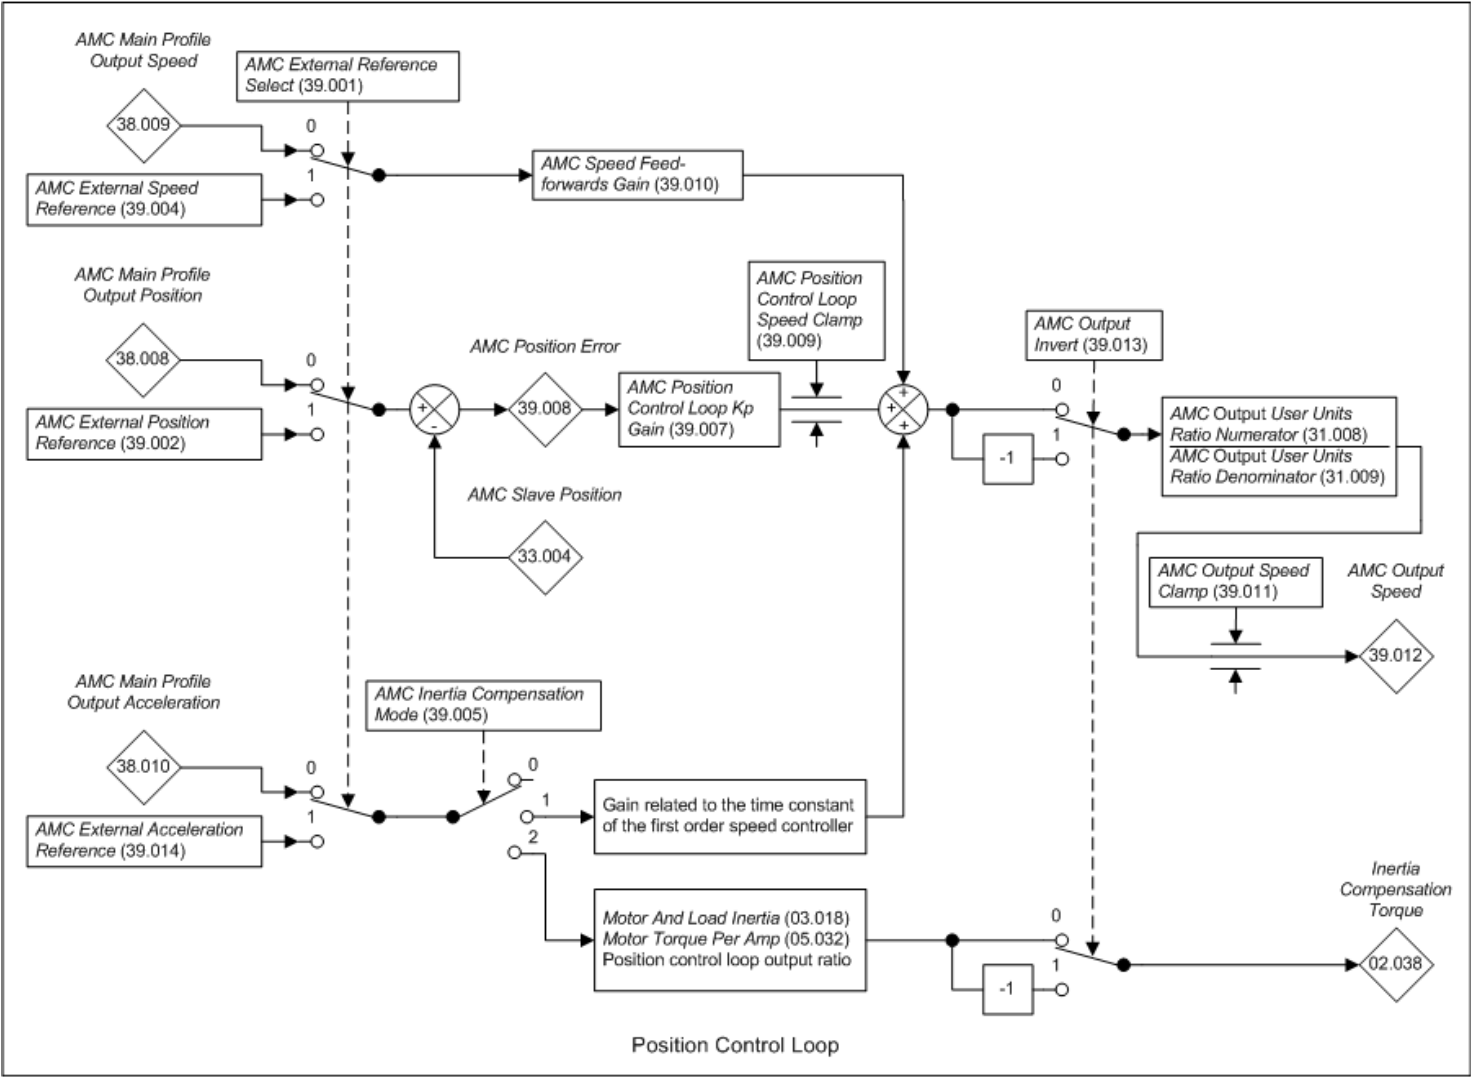 AMC Main Profile
Output Speed
38.009
AMC External Reference
Select (39.001)
0
1
AMC External Speed
Reference (39.004)
AMC Speed Feed-
forwards Gain (39.010)
AMC Main Profile
Output Position
38.008
0
1
AMC External Position
Reference (39.002)
+
-
AMC Position Error
39.008
AMC Position
Control Loop Kp
Gain (39.007)
AMC Position
Control Loop
Speed Clamp
(39.009)
+
+
+
AMC Slave Position
33.004
AMC Output
Invert (39.013)
0
1
-1
AMC Output User Units
Ratio Numerator (31.008)
AMC Output User Units
Ratio Denominator (31.009)
AMC Output Speed
Clamp (39.011)
AMC Output
Speed
39.012
AMC Main Profile
Output Acceleration
38.010
0
1
AMC External Acceleration
Reference (39.014)
AMC Inertia Compensation
Mode (39.005)
0
1
2
Gain related to the time constant
of the first order speed controller
Motor And Load Inertia (03.018)
Motor Torque Per Amp (05.032)
Position control loop output ratio
0
1
-1
Inertia
Compensation
Torque
02.038
Position Control Loop